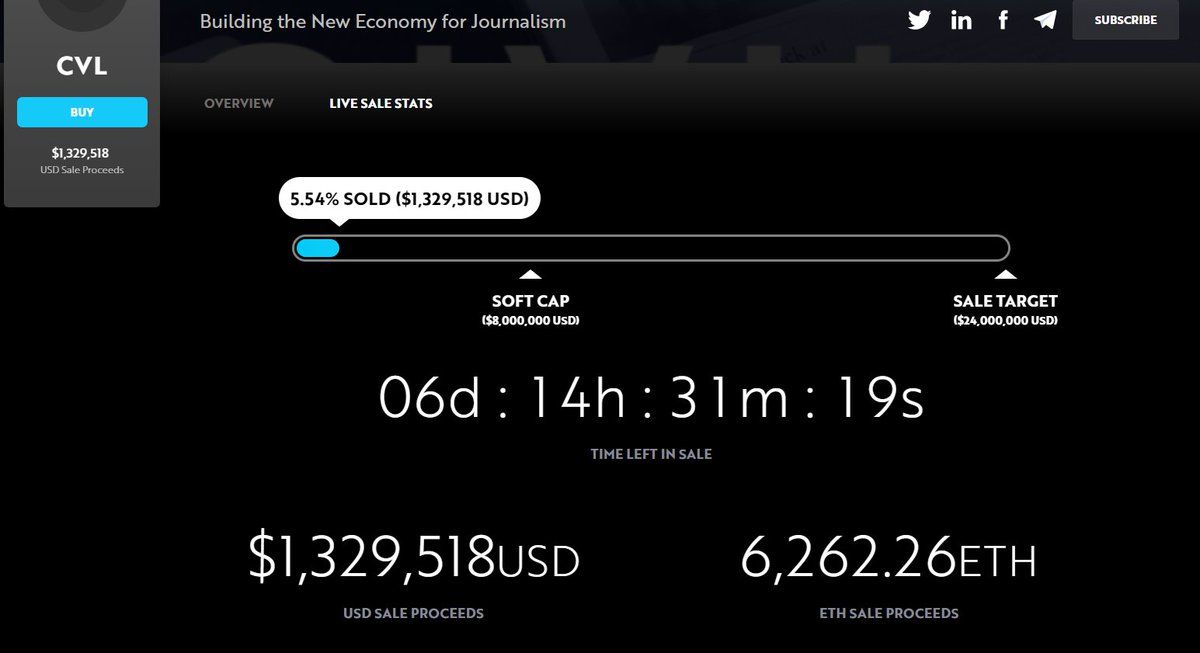 Building the New Economy for Journalism
SUBSCRIBE
CVL
BUY
$1,329,518
USD Sale Proceeds
OVERVIEW
LIVE SALE STATS
5.54% SOLD ($1,329,518 USD)
SOFT CAP
($8,000,000 USD)
SALE TARGET
($24,000,000 USD)
06d : 14h : 31m : 19s
TIME LEFT IN SALE
$1,329,518USD
USD SALE PROCEEDS
6,262.26ETH
ETH SALE PROCEEDS